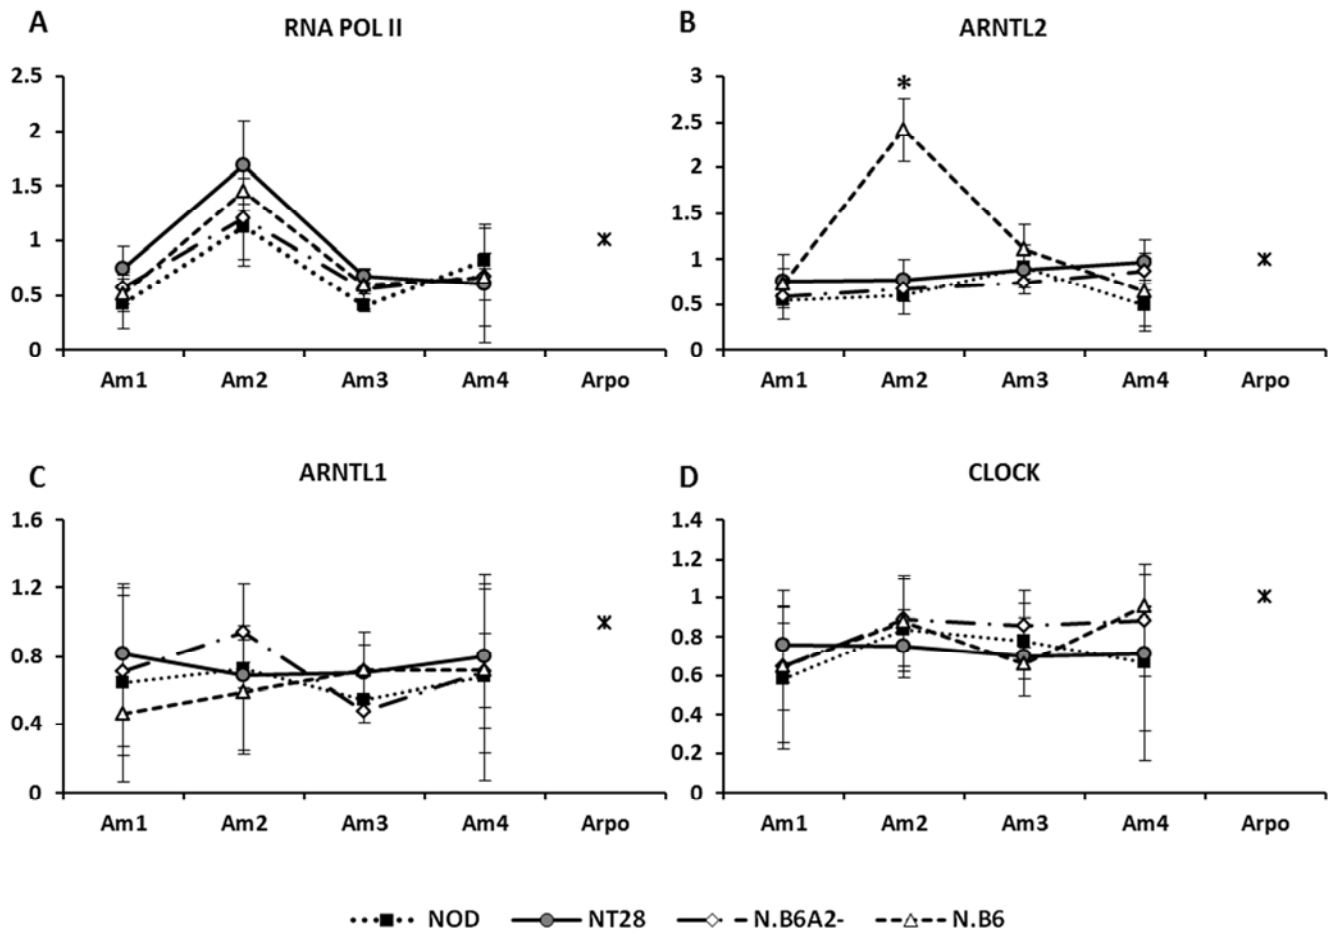 A
RNA POL II
2.5
2
1.5
1
0.5
0
Am1 Am2 Am3 Am4 Arpo
B
ARNTL2
3
2.5
2
1.5
1
0.5
0
*
Am1 Am2 Am3 Am4 Arpo
C
ARNTL1
1.6
1.2
0.8
0.4
0
Am1 Am2 Am3 Am4 Arpo
D
CLOCK
1.4
1.2
1
0.8
0.6
0.4
0.2
0
Am1 Am2 Am3 Am4 Arpo
NOD NT28 N.B6A2- N.B6